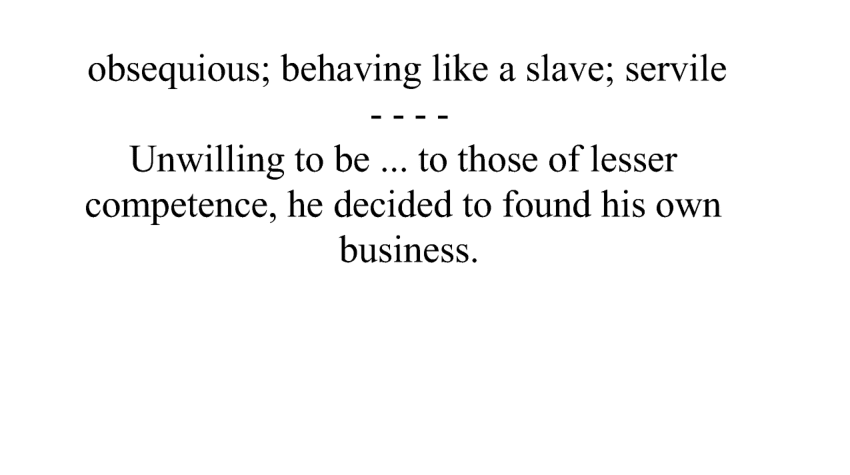 obsequious; behaving like a slave; servile
- - - -
Unwilling to be ... to those of lesser
competence, he decided to found his own
business.